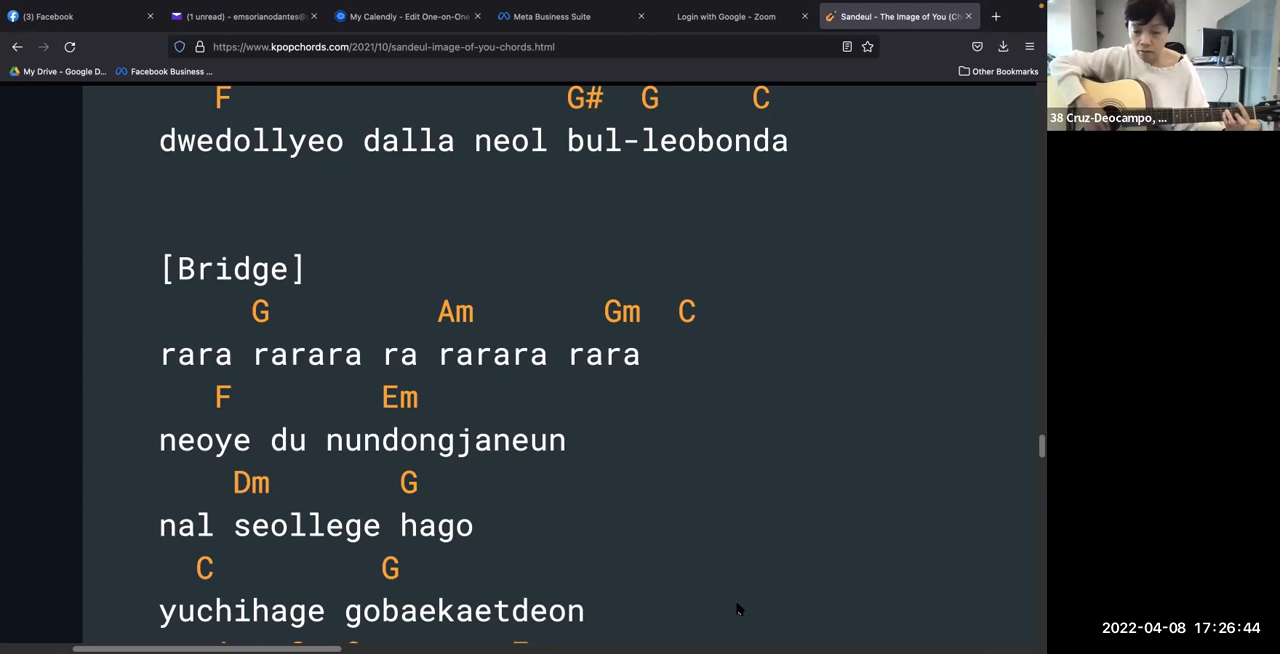 (3) Facebook
(1 unread) - emsorianodantes@
My Calendly - Edit One-on-One
Meta Business Suite
Login with Google - Zoom
Sandeul - The Image of You (Ch
https://www.kpopchords.com/2021/10/sandeul-image-of-you-chords.html
My Drive - Google D...
Facebook Business ...
Other Bookmarks
38 Cruz-Deocampo, ...
F G# G C
dwedollyeo dalla neol bul-leobonda
[Bridge]
G Am Gm C
rara rarara ra rarara rara
F Em
neoye du nundongjaneun
Dm G
nal seollege hago
C G
yuchihage gobaekaetdeon
2022-04-08 17:26:44